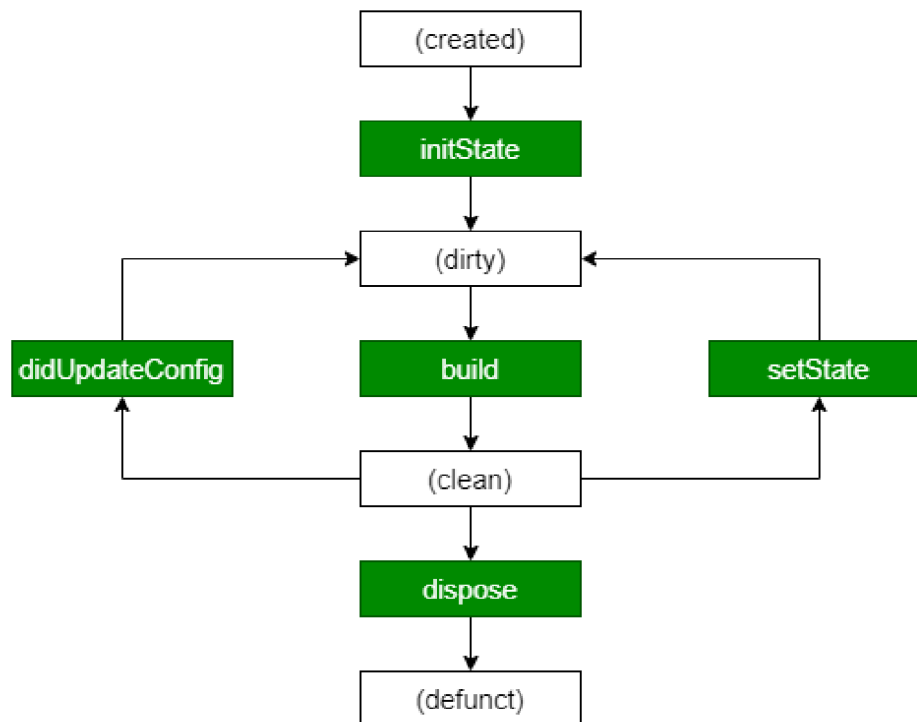 (created)
initState
(dirty)
didUpdateConfig
build
setState
(clean)
dispose
(defunct)